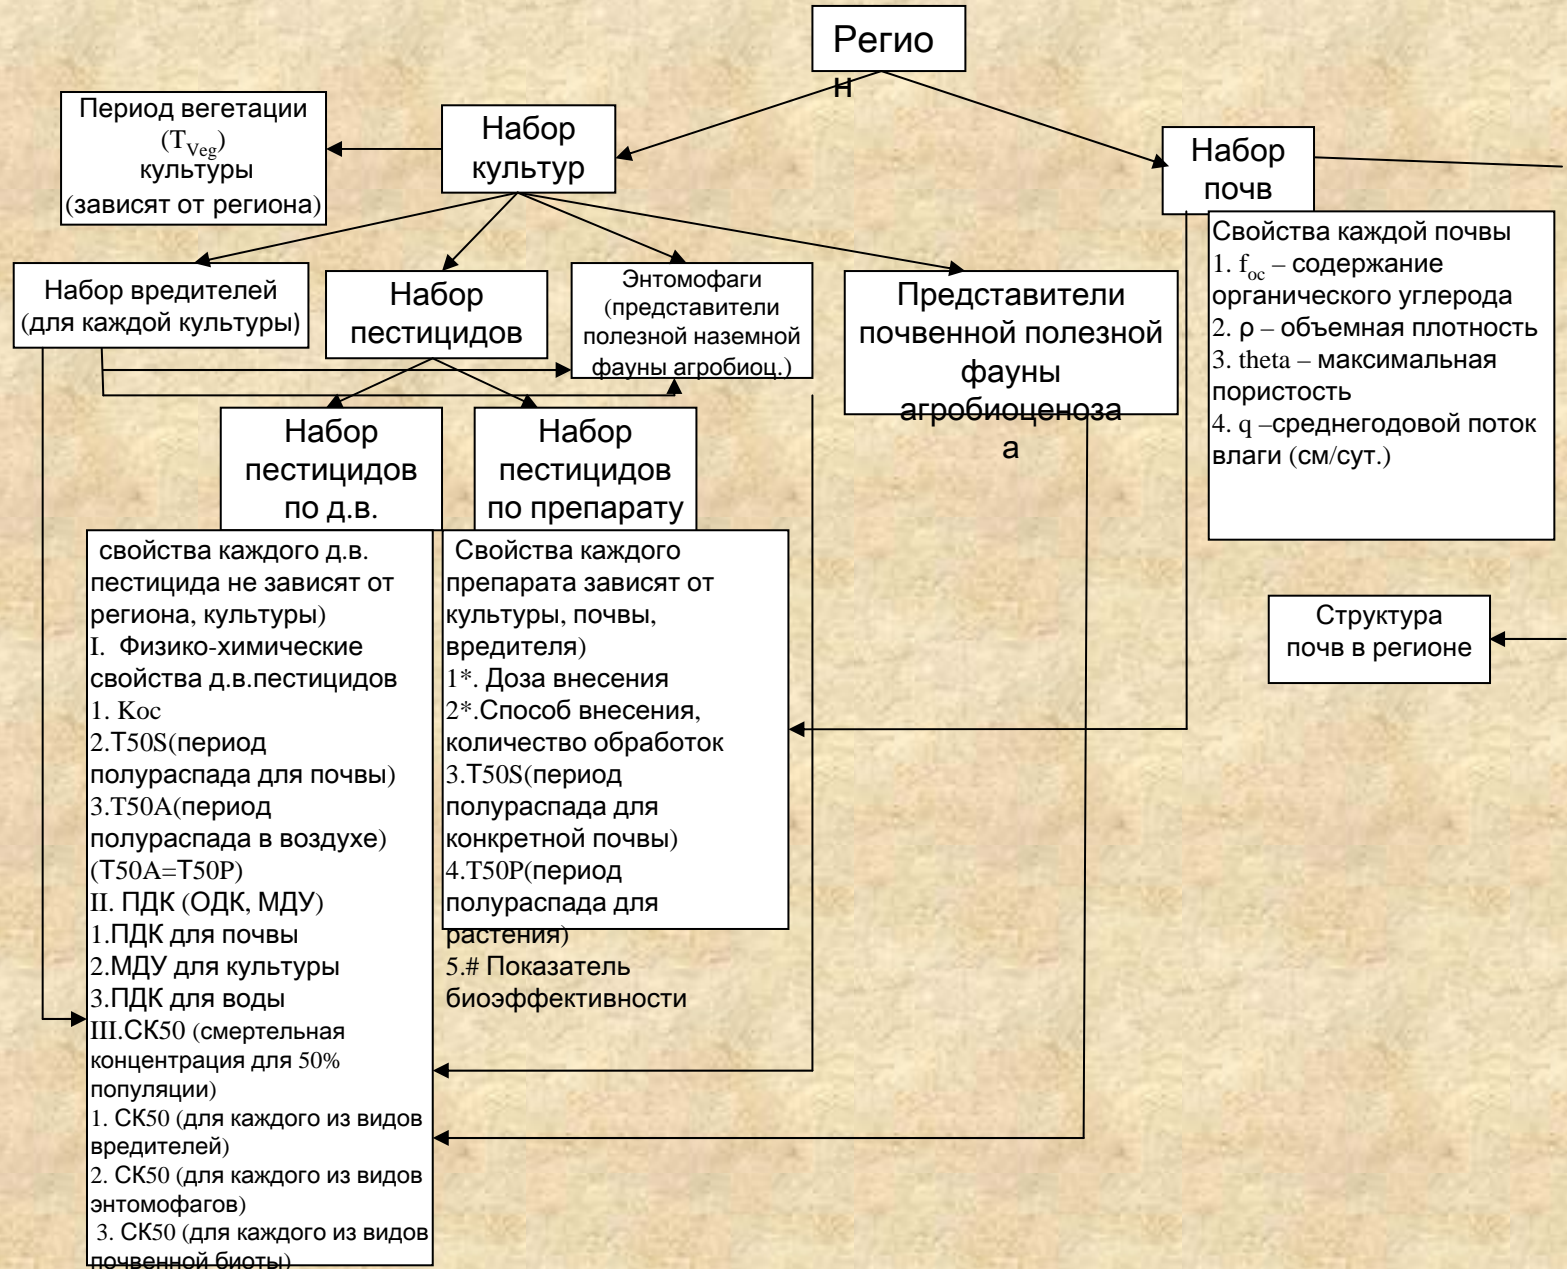 Регио
н
Период вегетации
(TVeg)
культуры
(зависят от региона)
Набор
культур
Набор
почв
Свойства каждой почвы
1. foc – содержание
органического углерода
2. ρ – объемная плотность
3. theta – максимальная
пористость
4. q –среднегодовой поток
влаги (см/сут.)
Набор вредителей
(для каждой культуры)
Набор
пестицидов
Энтомофаги
(представители
полезной наземной
фауны агробиоц.)
Представители
почвенной полезной
фауны
агробиоценоза
а
Набор
пестицидов
по д.в.
Набор
пестицидов
по препарату
свойства каждого д.в.
пестицида не зависят от
региона, культуры)
I. Физико-химические
свойства д.в.пестицидов
1. Koc
2.T50S(период
полураспада для почвы)
3.T50A(период
полураспада в воздухе)
(T50A=T50P)
II. ПДК (ОДК, МДУ)
1.ПДК для почвы
2.МДУ для культуры
3.ПДК для воды
III.СК50 (смертельная
концентрация для 50%
популяции)
1. СК50 (для каждого из видов
вредителей)
2. СК50 (для каждого из видов
энтомофагов)
3. СК50 (для каждого из видов
почвенной биоты)
Свойства каждого
препарата зависят от
культуры, почвы,
вредителя)
1*. Доза внесения
2*.Способ внесения,
количество обработок
3.T50S(период
полураспада для
конкретной почвы)
4.T50P(период
полураспада для
растения)
5.# Показатель
биоэффективности
Структура
почв в регионе